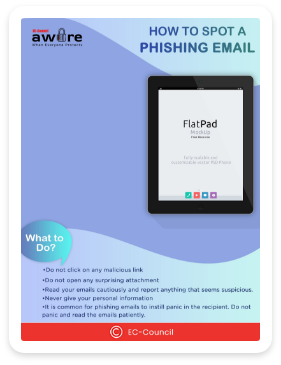 aware
When Everyone Protects
HOW TO SPOT A
PHISHING EMAIL
FlatPad
MockUp
Free Resource
What to
Do?
•Do not click on any malicious link
•Do not open any surprising attachment
•Read your emails cautiously and report anything that seems suspicious.
•Never give your personal information
•It is common for phishing emails to instill panic in the recipient. Do not
panic and read the emails patiently.
© EC-Council